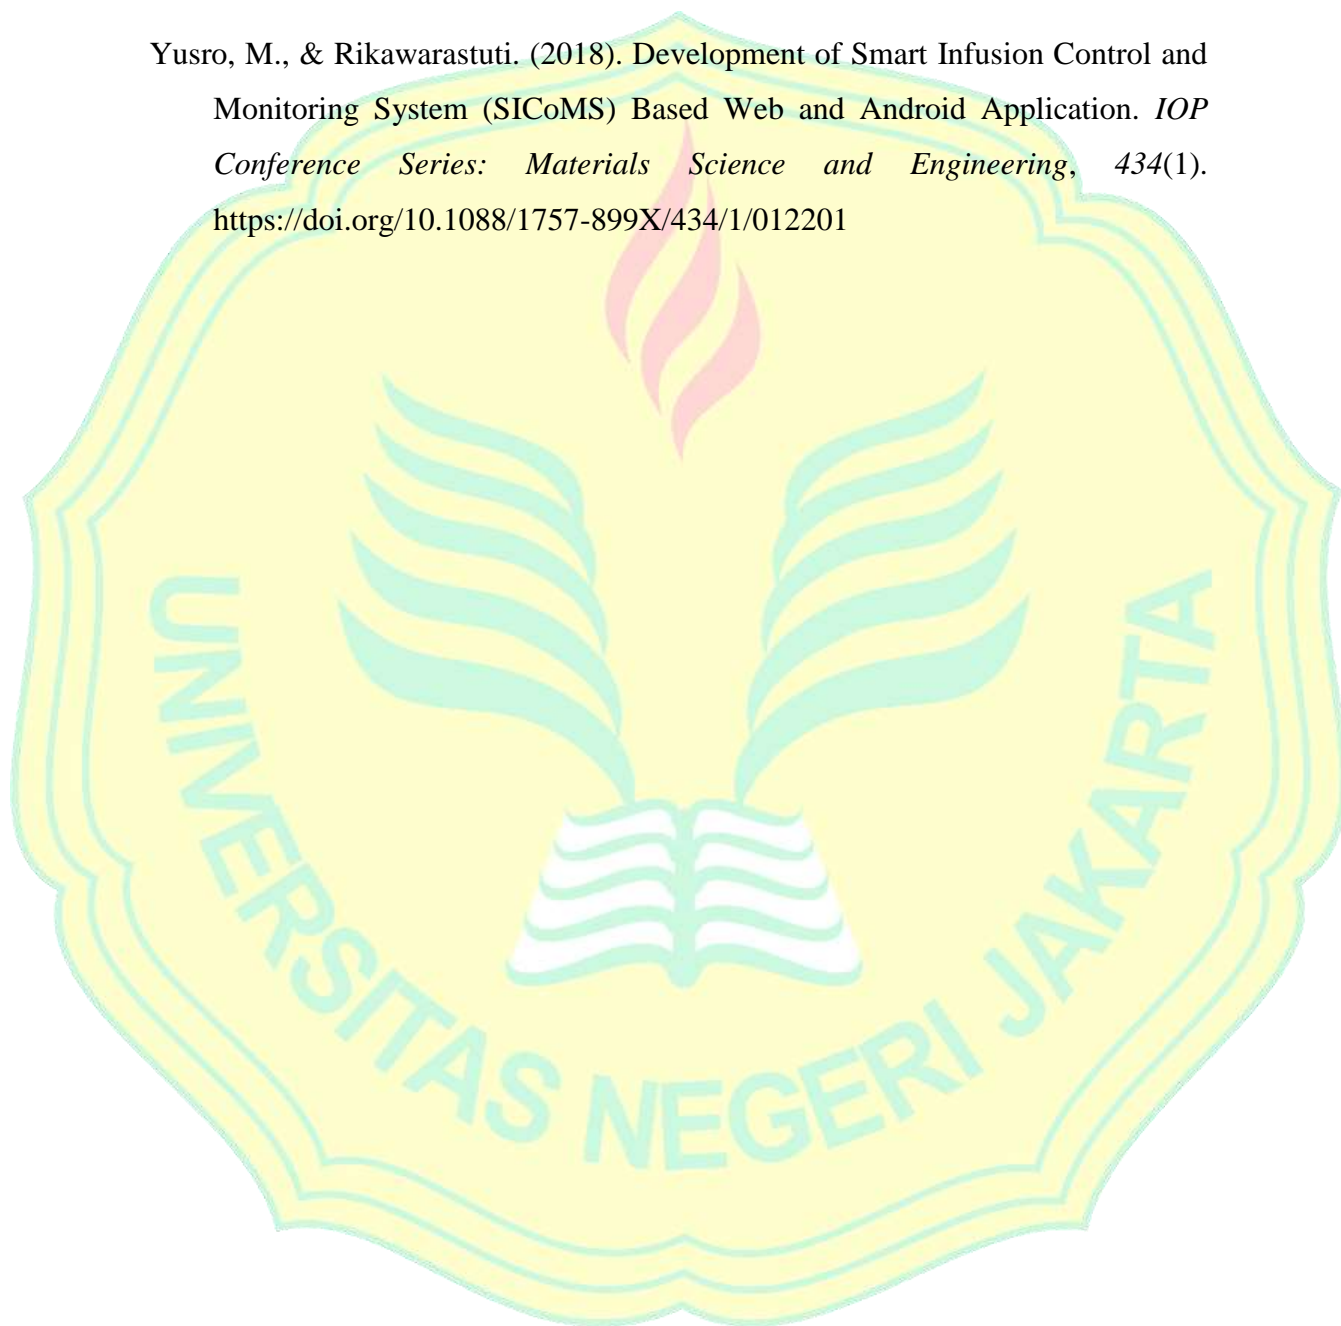 Yusro, M., & Rikawarastuti. (2018). Development of Smart Infusion Control and
Monitoring System (SICoMS) Based Web and Android Application. IOP
Conference Series: Materials Science and Engineering, 434(1).
https://doi.org/10.1088/1757-899X/434/1/012201
UNIVERSITAS NEGERI JAKARTA